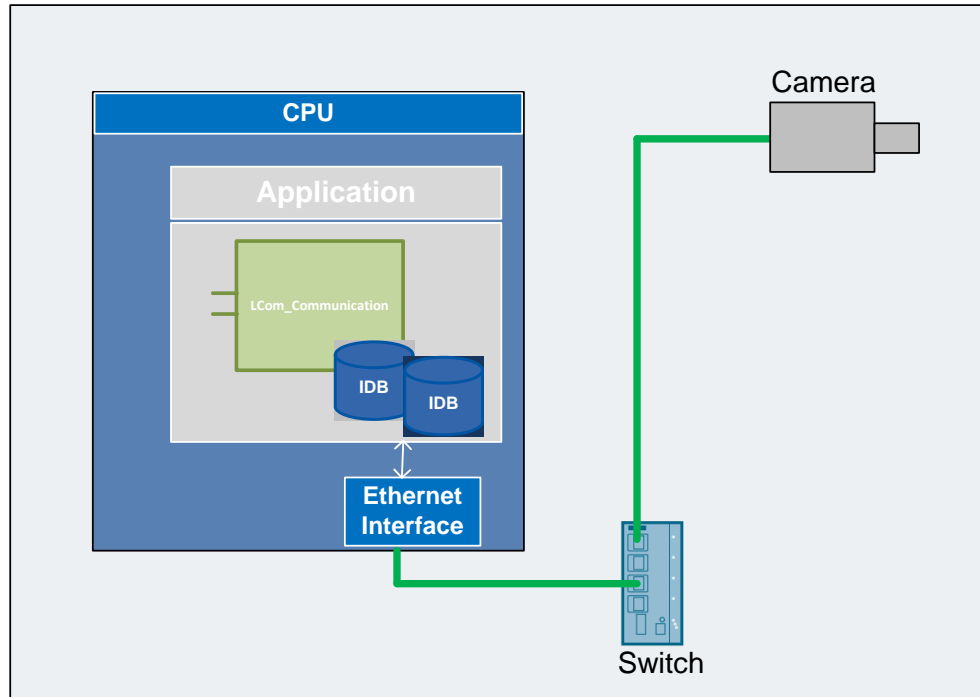 Camera
CPU
Application
LCom_Communication
IDB
IDB
Ethernet
Interface
Switch